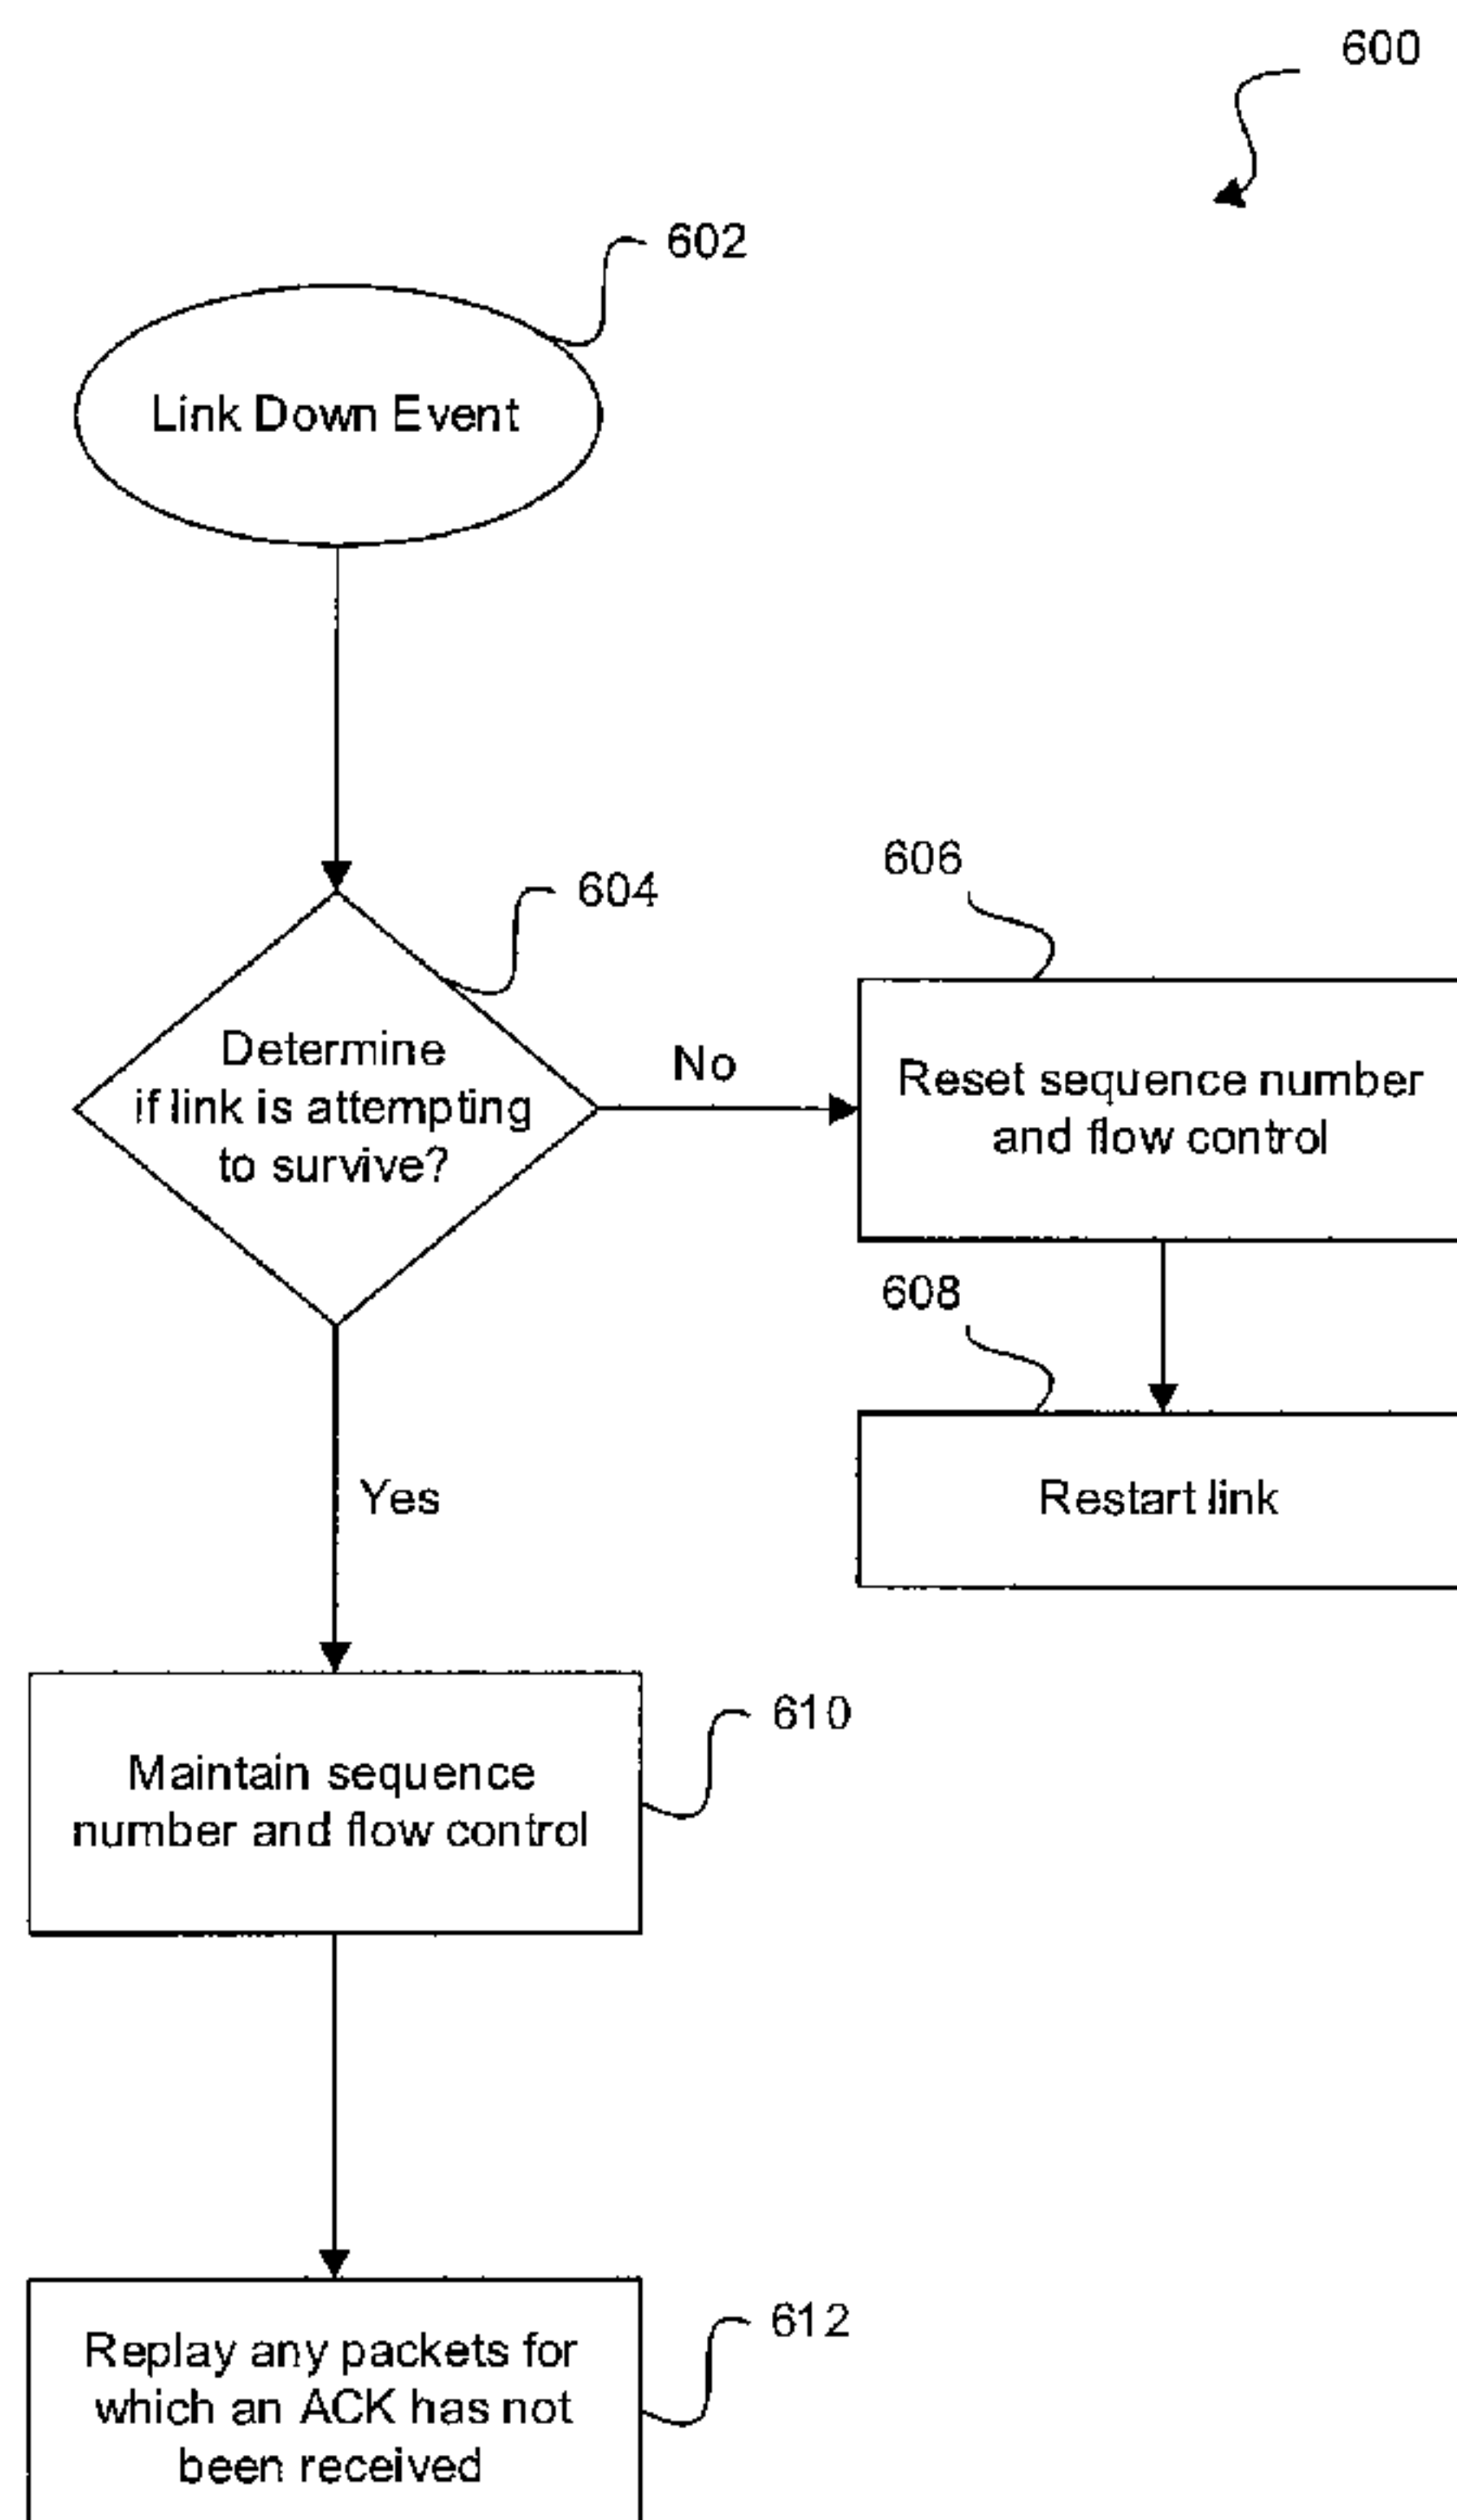 600
602
Link Down Event
604
Determine
if link is attempting
to survive?
No
606
Reset sequence number
and flow control
608
Restart link
Yes
610
Maintain sequence
number and flow control
612
Replay any packets for
which an ACK has not
been received